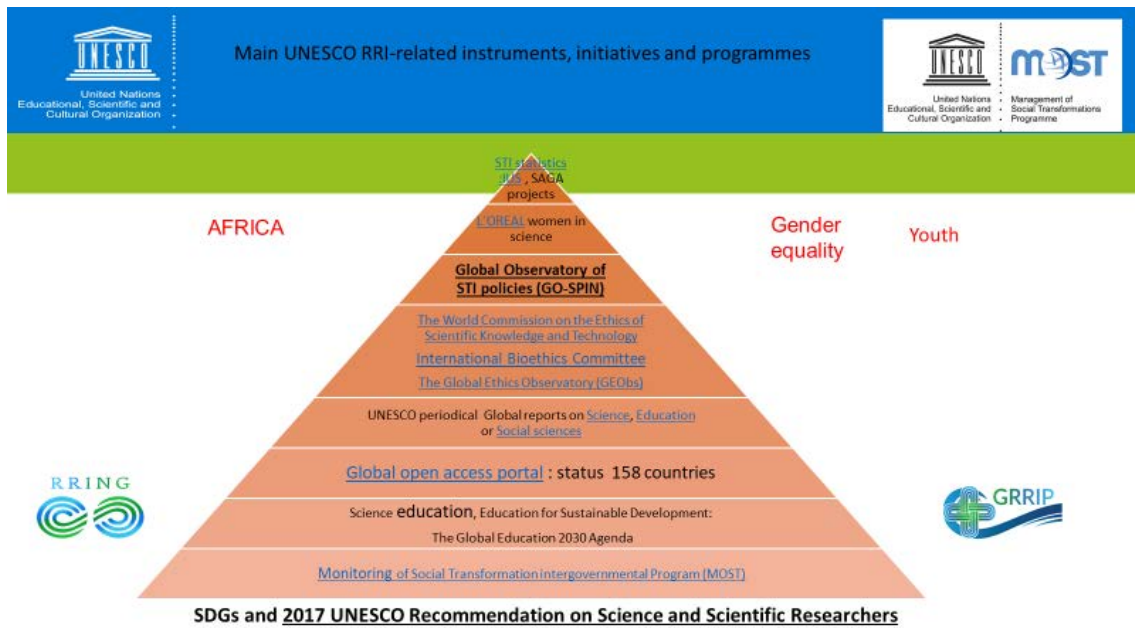 UNESCO
United Nations
Educational, Scientific and
Cultural Organization
Main UNESCO RRI-related instruments, initiatives and programmes
UNESCO
United Nations
Educational, Scientific and
Cultural Organization
MOST
Management of
Social Transformations
Programme
STI statistics
:IUS , SAGA
projects
AFRICA
L'OREAL women in
science
Gender
equality
Youth
Global Observatory of
STI policies (GO-SPIN)
The World Commission on the Ethics of
Scientific Knowledge and Technology
International Bioethics Committee
The Global Ethics Observatory (GEObs)
UNESCO periodical Global reports on Science, Education
or Social sciences
Global open access portal : status 158 countries
RRING
GRRIP
Science education, Education for Sustainable Development:
The Global Education 2030 Agenda
Monitoring of Social Transformation intergovernmental Program (MOST)
SDGs and 2017 UNESCO Recommendation on Science and Scientific Researchers